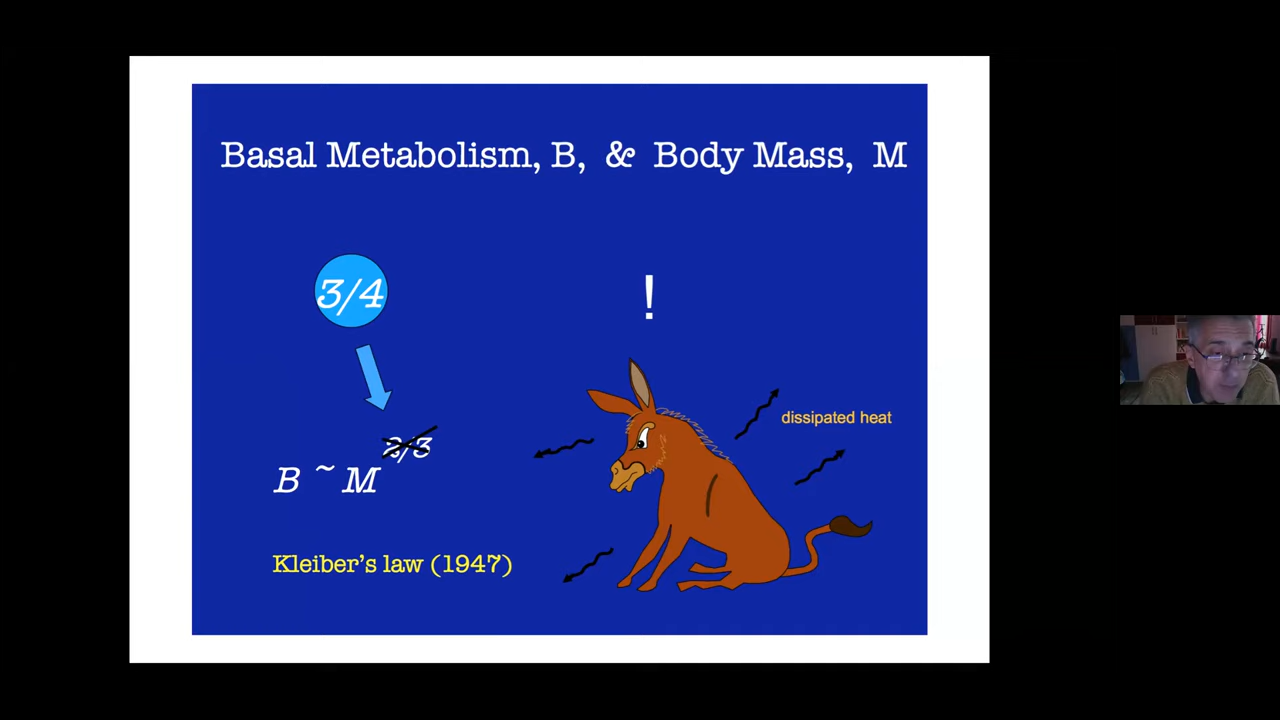 Basal Metabolism, B, & Body Mass, M
3/4
!
dissipated heat
2/3
B ~ M
Kleiber's law (1947)